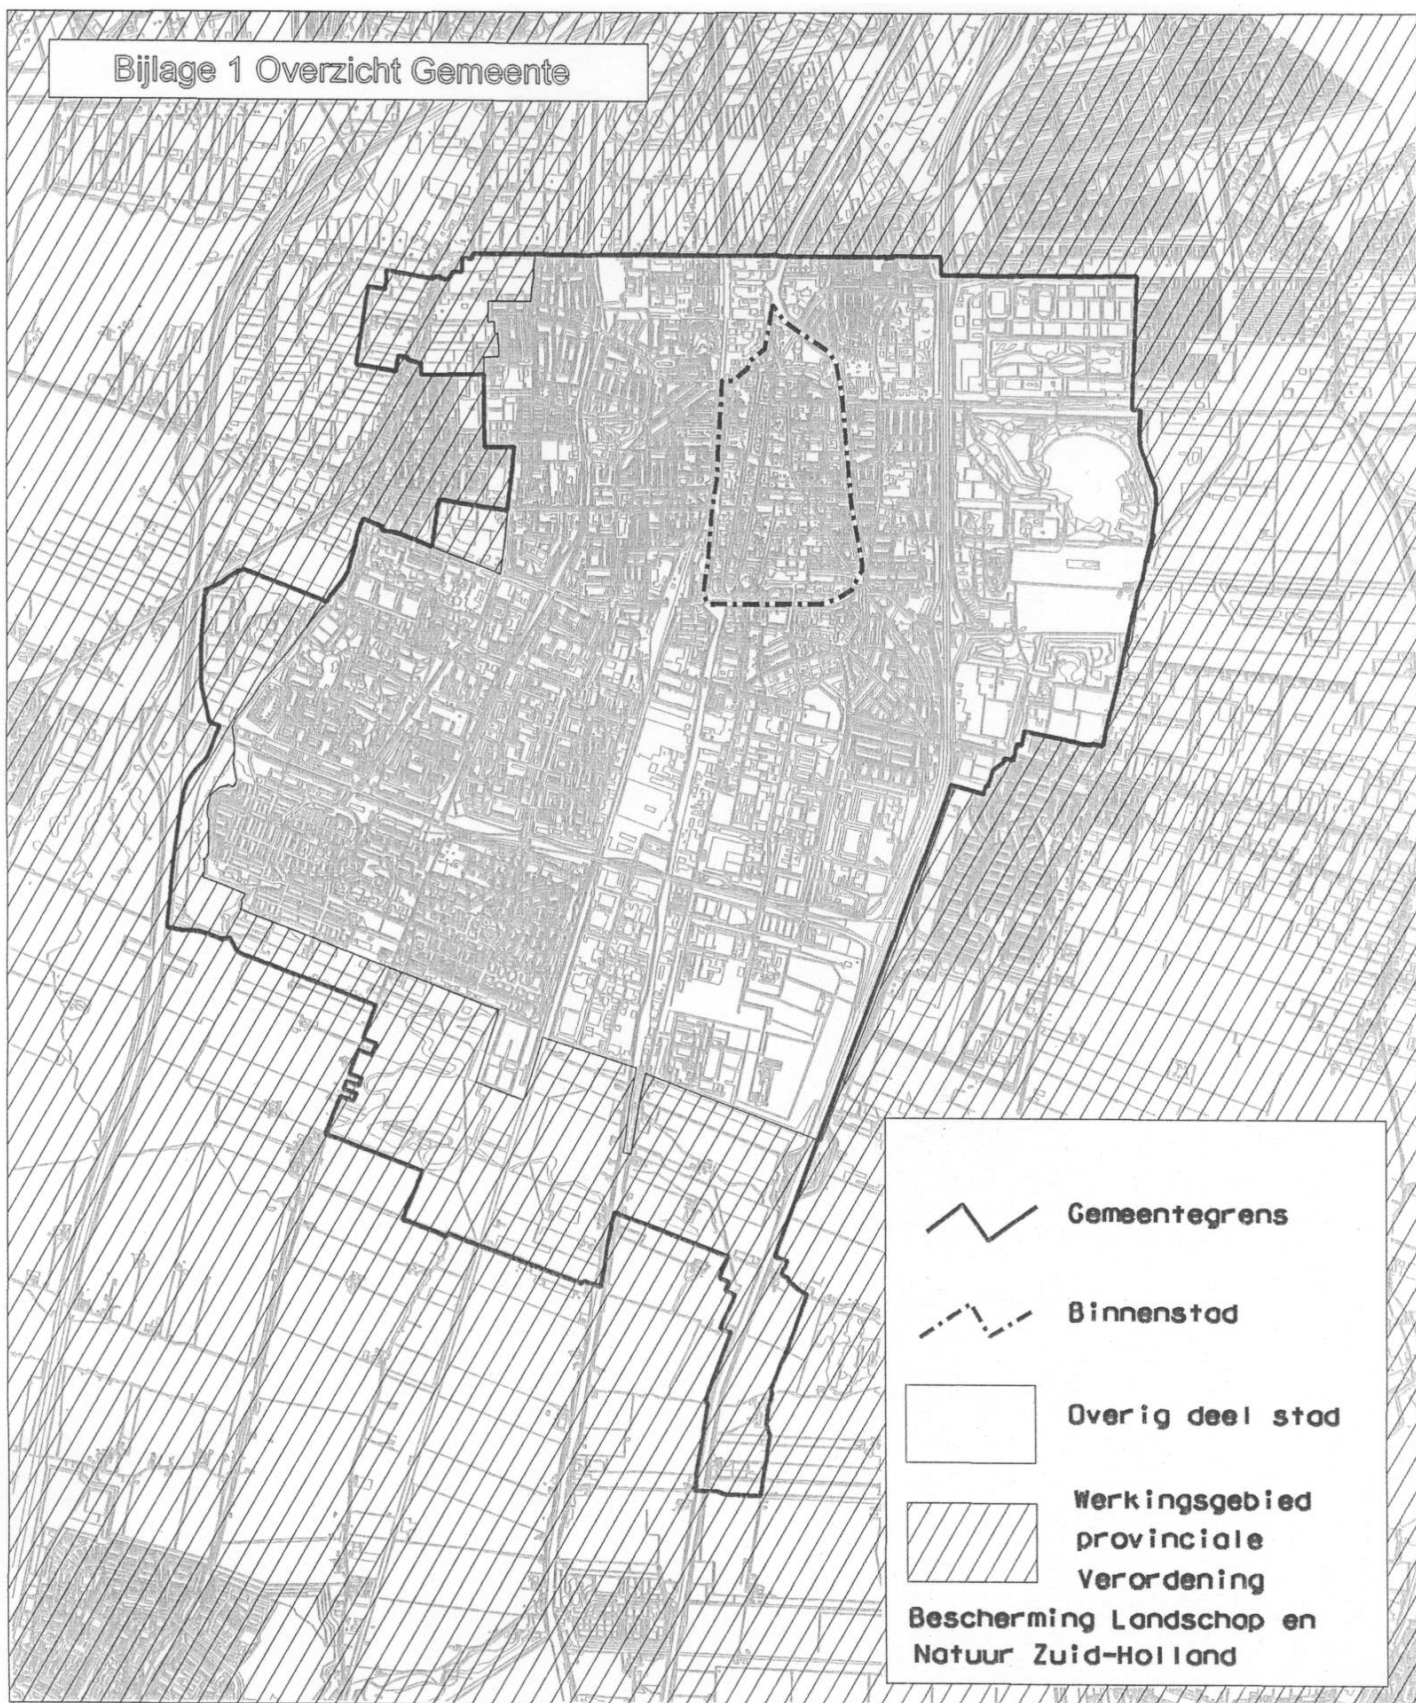 Bijlage 1 Overzicht Gemeente
Gemeentegrens
Binnenstad
Overig deel stad
Werkingsgebied
provinciale
Verordening
Bescherming Landschap en
Natuur Zuid-Holland